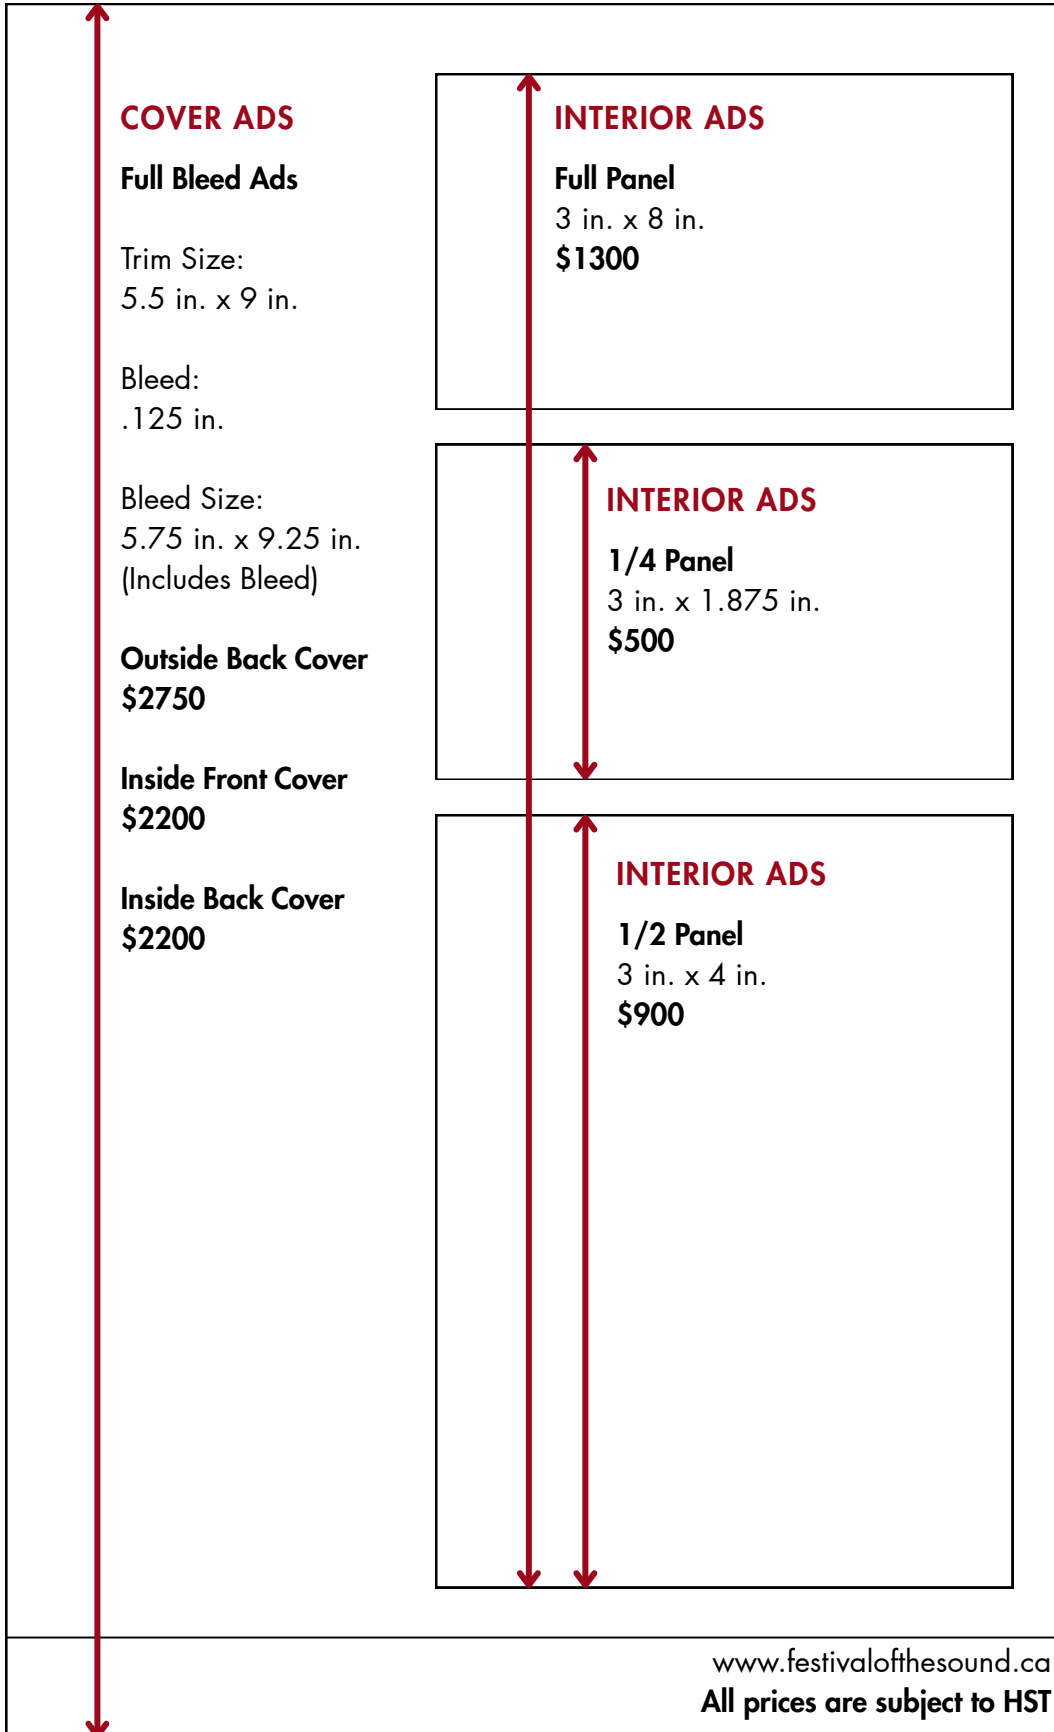 COVER ADS
Full Bleed Ads
Trim Size:
5.5 in. x 9 in.
Bleed:
.125 in.
Bleed Size:
5.75 in. x 9.25 in.
(Includes Bleed)
Outside Back Cover
$2750
Inside Front Cover
$2200
Inside Back Cover
$2200
INTERIOR ADS
Full Panel
3 in. x 8 in.
$1300
INTERIOR ADS
1/4 Panel
3 in. x 1.875 in.
$500
INTERIOR ADS
1/2 Panel
3 in. x 4 in.
$900
www.festivalofthesound.ca
All prices are subject to HST